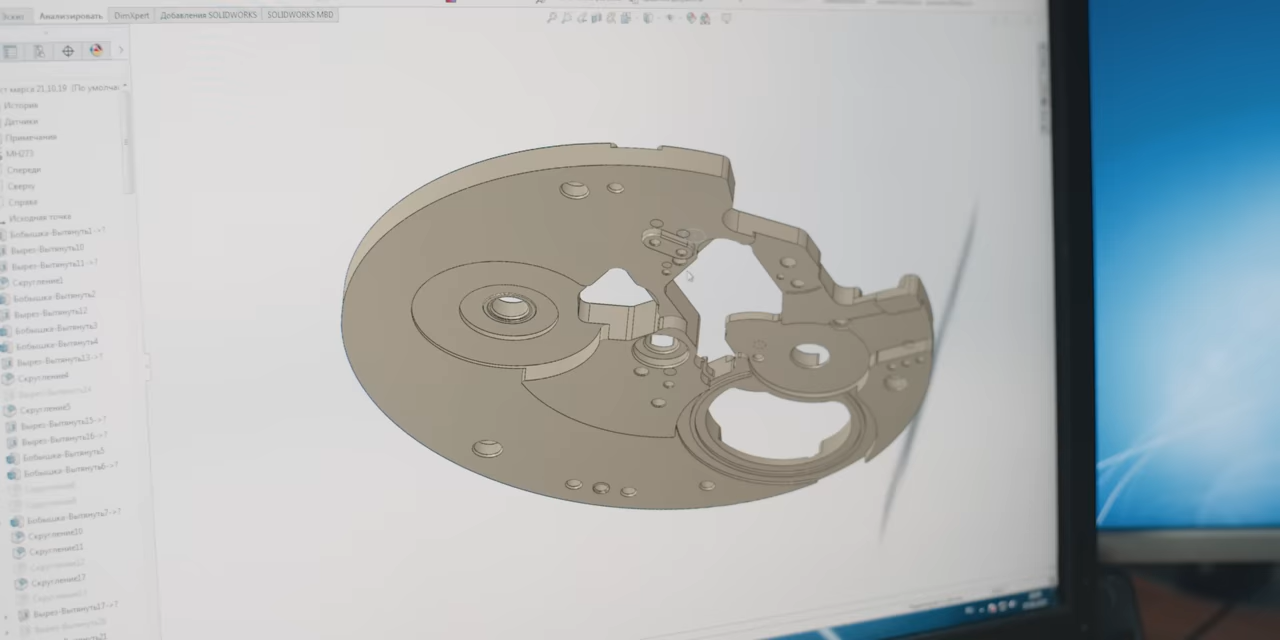 Эскиз Анализировать DimXpert Добавления SOLIDWORKS SOLIDWORKS MBD
История
Датчики
Примечания
МН273
Спереди
Сверху
Справа
Исходная точка
Бобышка-Вытянуть1->?
Вырез-Вытянуть10
Вырез-Вытянуть11->?
Скругление1
Бобышка-Вытянуть2
Вырез-Вытянуть12
Бобышка-Вытянуть3
Бобышка-Вытянуть4
Вырез-Вытянуть13->?
Скругление4
Скругление5
Вырез-Вытянуть15->?
Вырез-Вытянуть16->?
Бобышка-Вытянуть5
Бобышка-Вытянуть6->?
Бобышка-Вытянуть7->?
Скругление10
Скругление11
Скругление17
Вырез-Вытянуть17->?